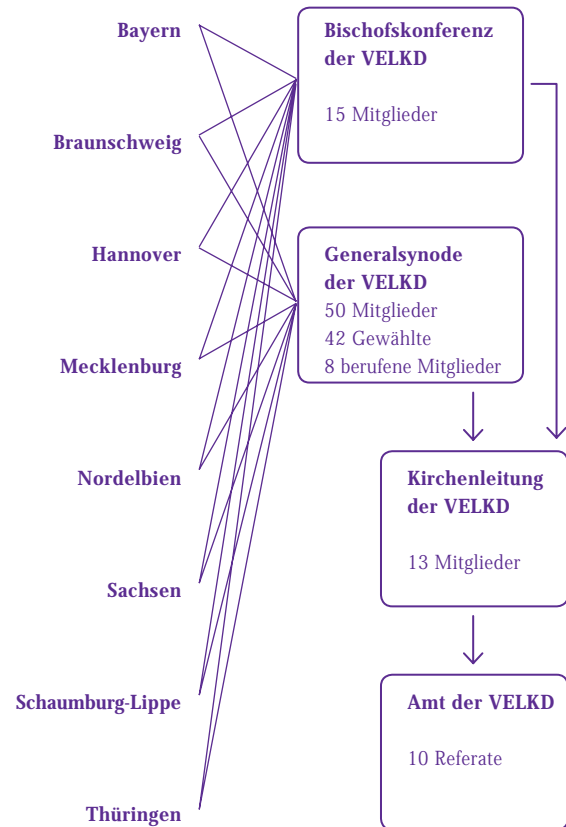 Bayern
Braunschweig
Hannover
Mecklenburg
Nordelbien
Sachsen
Schaumburg-Lippe
Thüringen
Bischofskonferenz
der VELKD
15 Mitglieder
Generalsynode
der VELKD
50 Mitglieder
42 Gewählte
8 berufene Mitglieder
Kirchenleitung
der VELKD
13 Mitglieder
Amt der VELKD
10 Referate